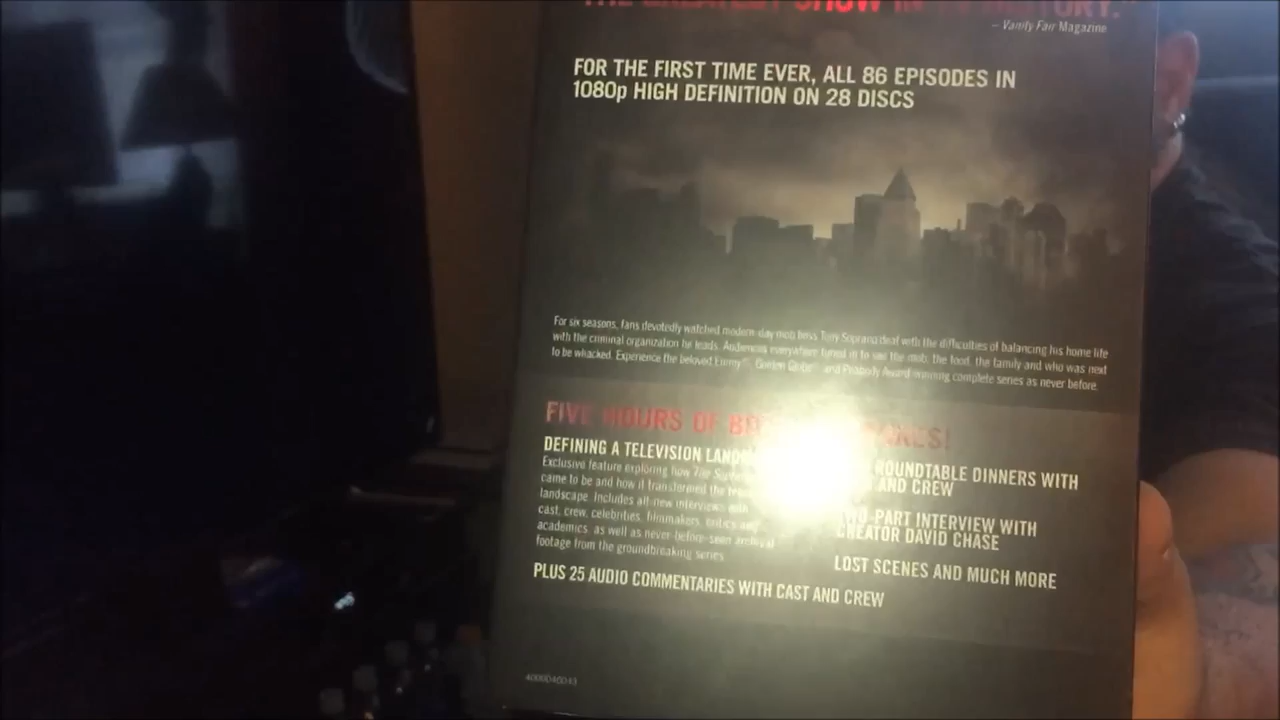 "THE GREATEST SHOW IN HISTORY."
– Vanity Fair Magazine
FOR THE FIRST TIME EVER, ALL 86 EPISODES IN
1080p HIGH DEFINITION ON 28 DISCS
For six seasons, fans devotedly watched modern-day mob boss Tony Soprano deal with the difficulties of balancing his home life
with the criminal organization he leads. Audiences everywhere tuned in to see the mob, the food, the family and who was next
to be whacked. Experience the beloved Emmy®, Golden Globe® and Peabody Award-winning complete series as never before.
FIVE HOURS OF
DEFINING A TELEVISION
Exclusive feature exploring how The
came to be and how it transformed the
landscape. Includes all-new interviews with
cast, crew, celebrities, filmmakers, critics and
academics, as well as never-before-seen archival
footage from the groundbreaking series.
PLUS 25 AUDIO COMMENTARIES WITH CAST AND CREW
ROUNDTABLE DINNERS WITH
AND CREW
TWO-PART INTERVIEW WITH
CREATOR DAVID CHASE
LOST SCENES AND MUCH MORE